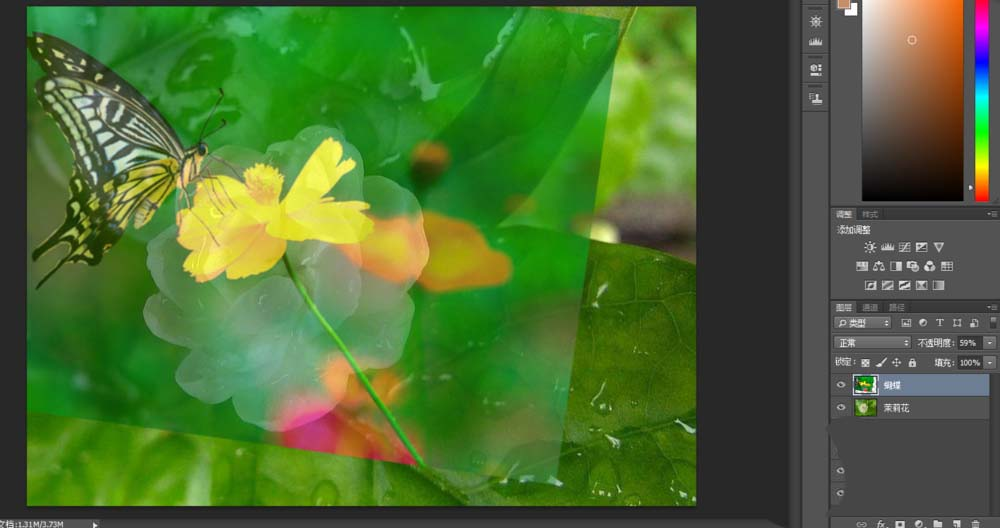 调整 样式
添加调整
图层 通道 路径
类型
正常 不透明度: 59%
锁定: 填充: 100%
蝴蝶
茉莉花
文档:1.31M/3.73M
fx